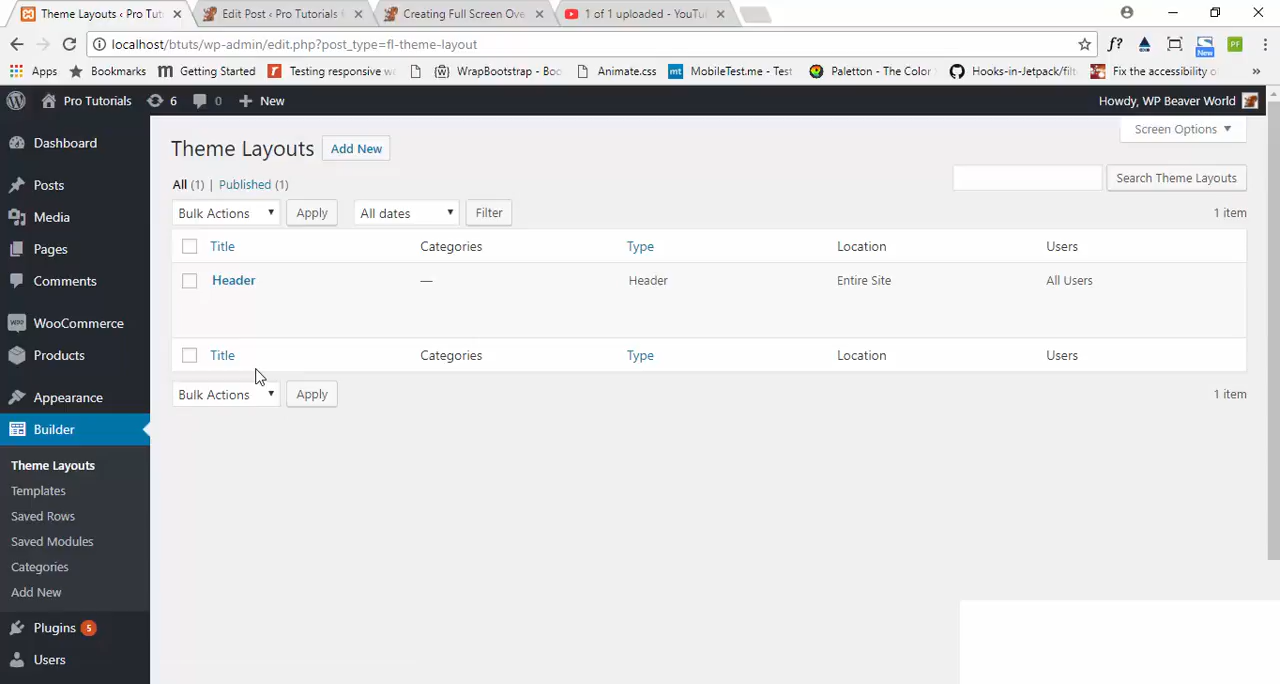 Theme Layouts ‹ Pro Tut
Edit Post ‹ Pro Tutorials
Creating Full Screen Ove
1 of 1 uploaded - YouTu
localhost/btuts/wp-admin/edit.php?post_type=fl-theme-layout
f?
New
PF
Apps
Bookmarks
Getting Started
Testing responsive w
WrapBootstrap - Boo
Animate.css
mt MobileTest.me - Test
Paletton - The Color
Hooks-in-Jetpack/filt
Fix the accessibility o
»
Pro Tutorials
6
0
New
Howdy, WP Beaver World
Dashboard
Posts
Media
Pages
Comments
WooCommerce
Products
Appearance
Builder
Theme Layouts
Templates
Saved Rows
Saved Modules
Categories
Add New
Plugins 5
Users
Screen Options
Theme Layouts Add New
All (1) | Published (1)
Search Theme Layouts
Bulk Actions Apply All dates Filter 1 item
Title Categories Type Location Users
Header — Header Entire Site All Users
Title Categories Type Location Users
Bulk Actions Apply 1 item